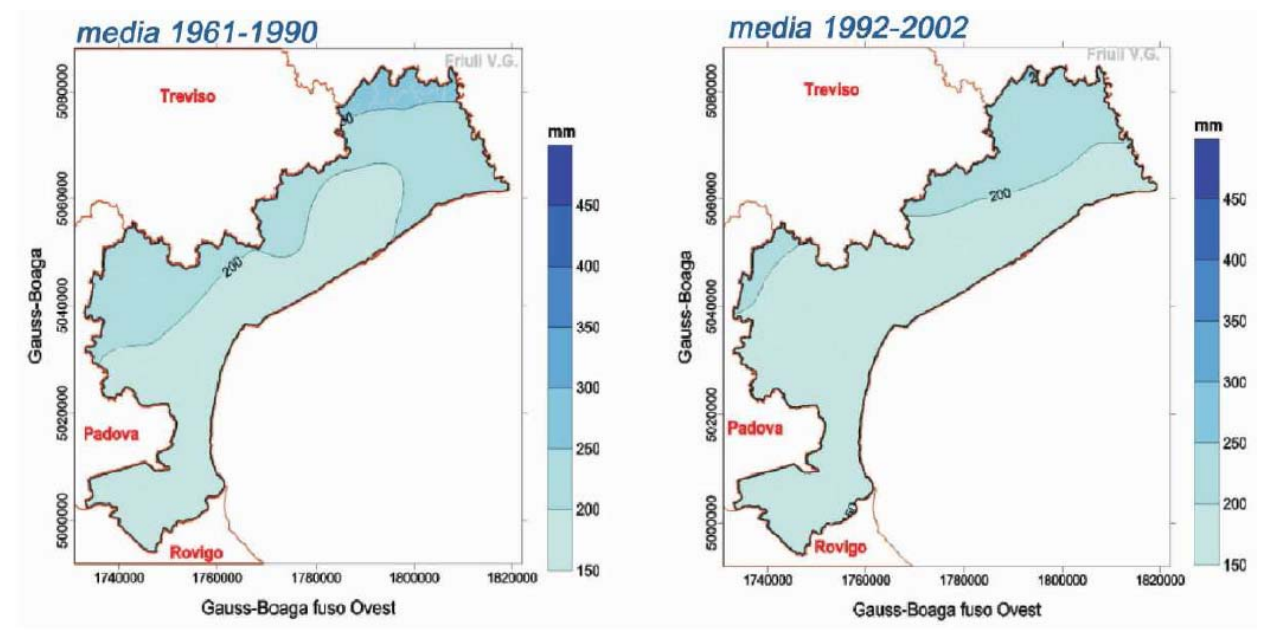 media 1961-1990
Friuli V.G.
Treviso
200
Padova
Rovigo
5080000
5060000
5040000
5020000
5000000
Gauss-Boaga
1740000
1760000
1780000
1800000
1820000
Gauss-Boaga fuso Ovest
mm
450
400
350
300
250
200
150
media 1992-2002
Friuli V.G.
Treviso
200
Padova
Rovigo
5080000
5060000
5040000
5020000
5000000
Gauss-Boaga
1740000
1760000
1780000
1800000
1820000
Gauss-Boaga fuso Ovest
mm
450
400
350
300
250
200
150